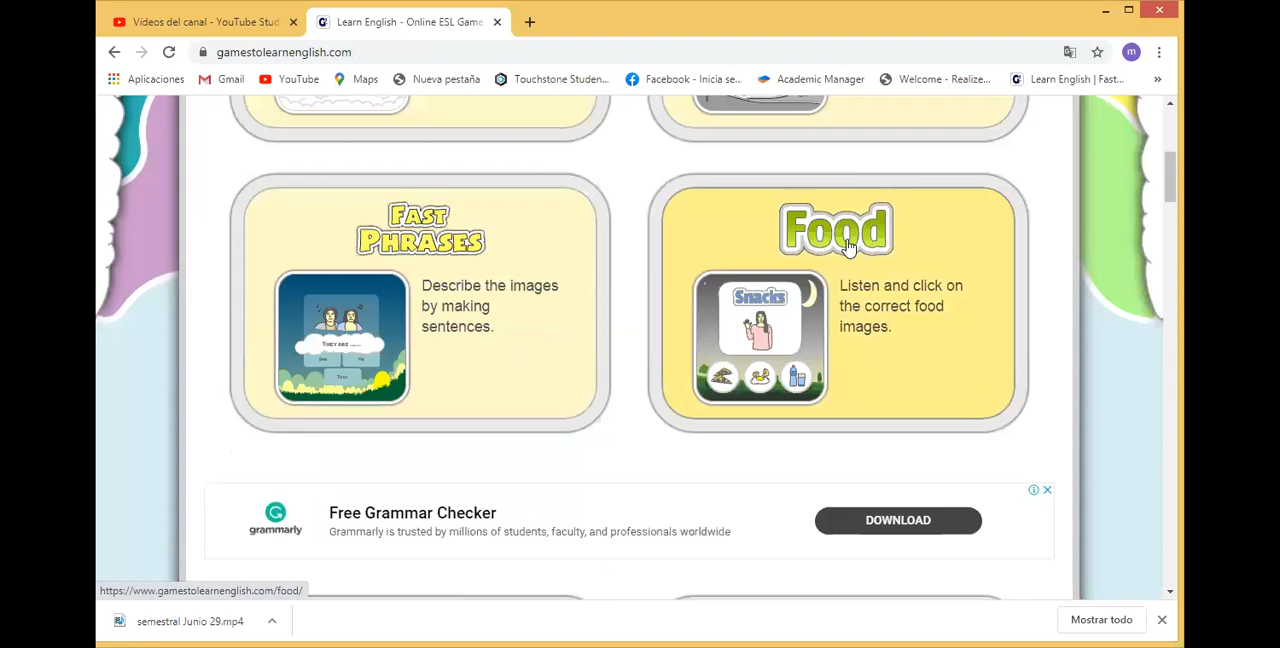 Vídeos del canal - YouTube Stud
Learn English - Online ESL Game
gamestolearnenglish.com
m
Aplicaciones
Gmail
YouTube
Maps
Nueva pestaña
Touchstone Studen...
Facebook - Inicia se...
Academic Manager
Welcome - Realize...
Learn English | Fast...
FAST
PHRASES
Food
Describe the images
by making
sentences.
THEY ARE ......
Listen and click on
the correct food
images.
Snacks
grammarly
Free Grammar Checker
Grammarly is trusted by millions of students, faculty, and professionals worldwide
DOWNLOAD
https://www.gamestolearnenglish.com/food/
semestral Junio 29.mp4
Mostrar todo